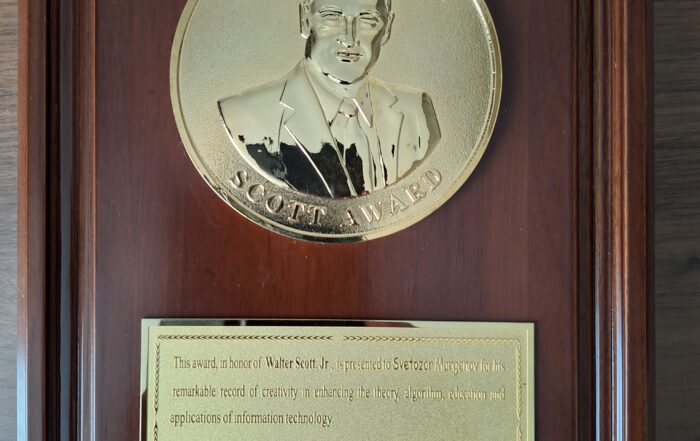 SCOTT AWARD
This award, in honor of Walter Scott, Jr., is presented to Svetozar Margenov for his
remarkable record of creativity in enhancing the theory, algorithm, education and
applications of information technology